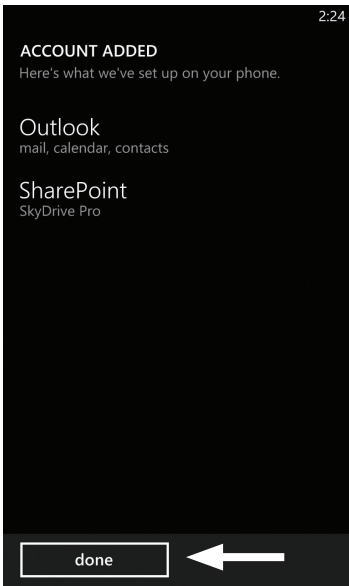 2:24
ACCOUNT ADDED
Here's what we've set up on your phone.
Outlook
mail, calendar, contacts
SharePoint
SkyDrive Pro
done